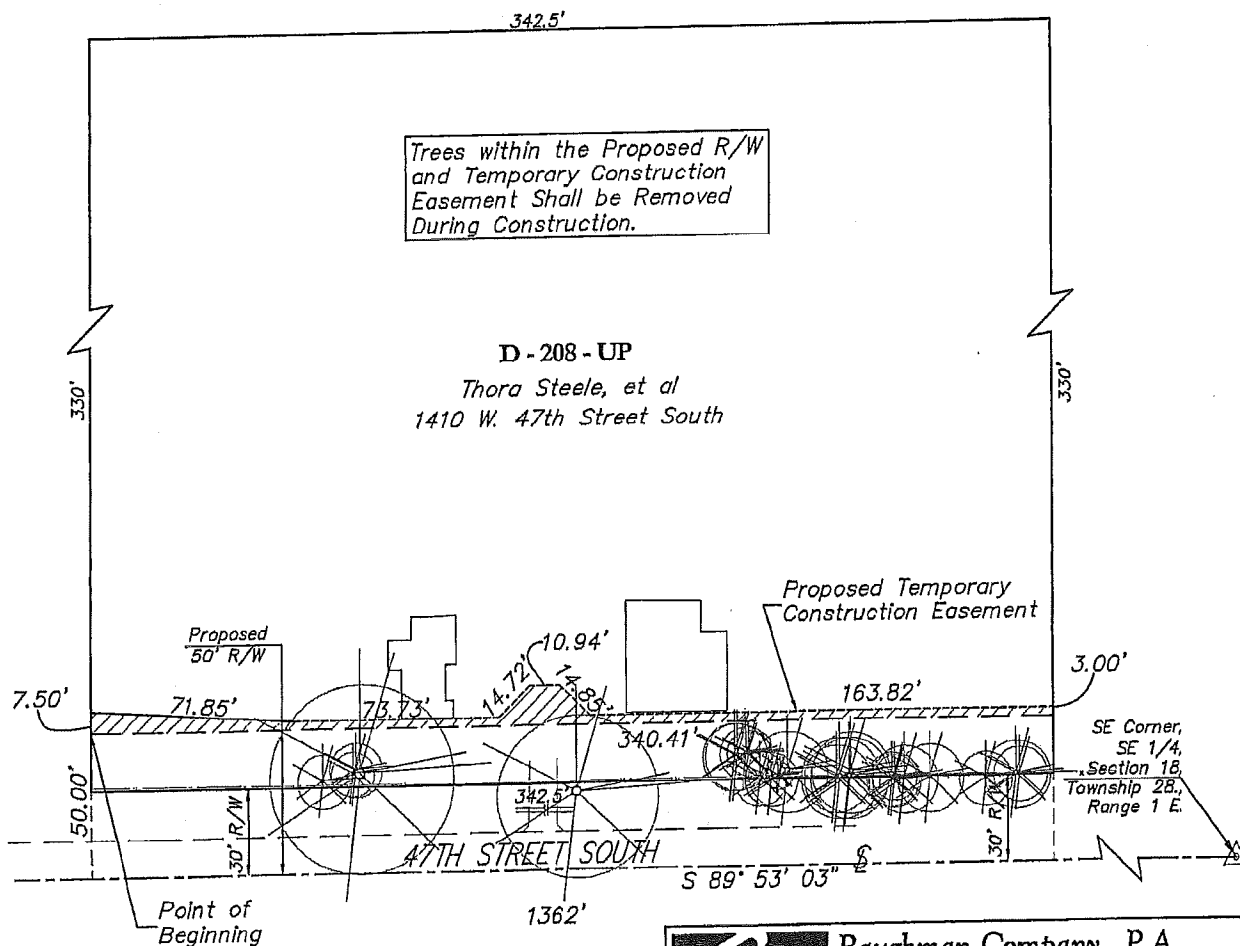 342.5'
Trees within the Proposed R/W
and Temporary Construction
Easement Shall be Removed
During Construction.
D - 208 - UP
Thora Steele, et al
1410 W. 47th Street South
330'
330'
Proposed Temporary
Construction Easement
Proposed
50' R/W
10.94'
14.72'
14.85'
7.50'
71.85'
73.73'
163.82'
3.00'
340.41'
SE Corner,
SE 1/4,
Section 18,
Township 28.,
Range 1 E.
50.00'
30' R/W
342.5'
30' R/W
47TH STREET SOUTH
S 89° 53' 03"
Point of
Beginning
1362'
Baughman Company, P.A.